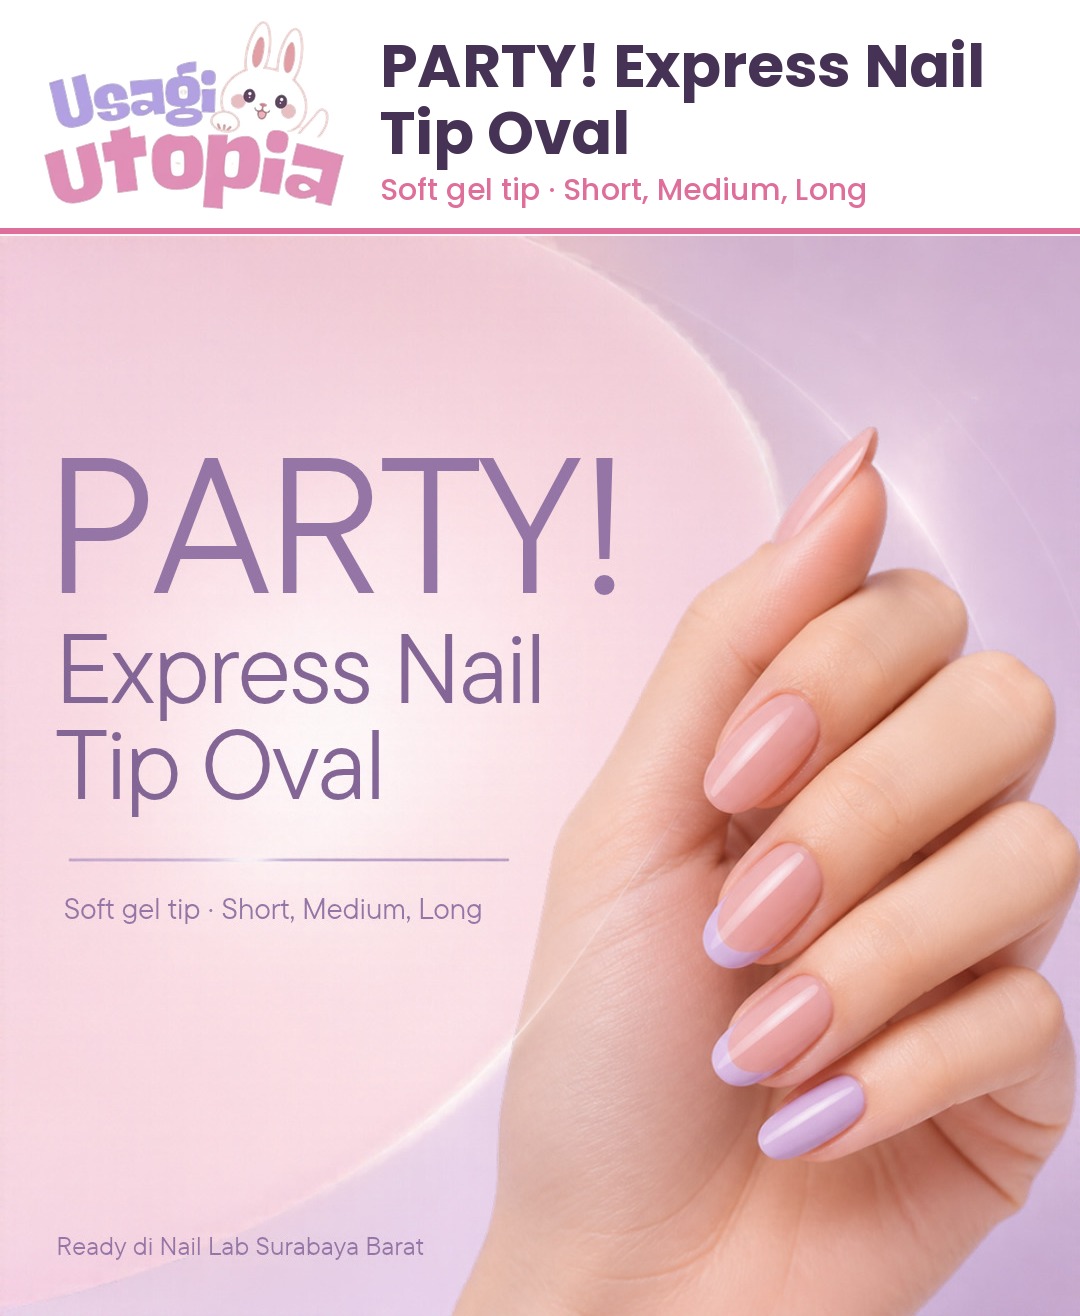 Usagi
Utopia
PARTY! Express Nail
Tip Oval
Soft gel tip · Short, Medium, Long
PARTY!
Express Nail
Tip Oval
Soft gel tip · Short, Medium, Long
Ready di Nail Lab Surabaya Barat